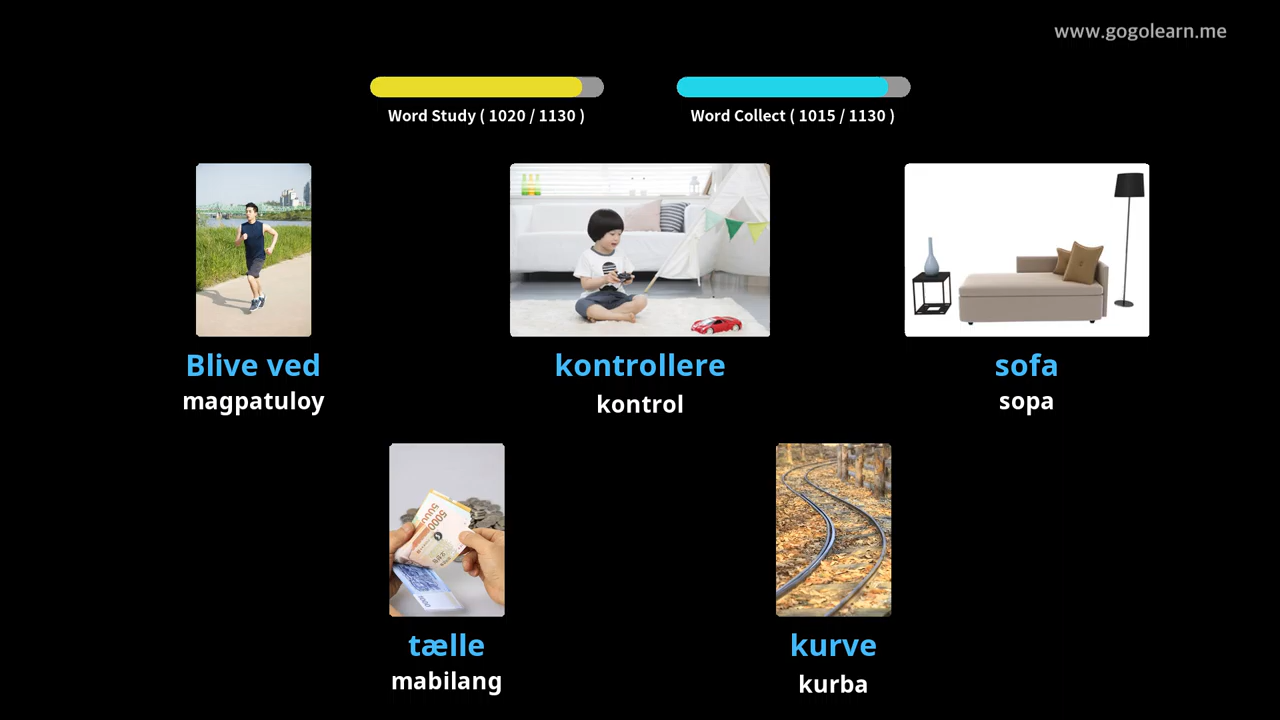 www.gogolearn.me
Word Study ( 1020 / 1130 )
Word Collect ( 1015 / 1130 )
Blive ved
magpatuloy
kontrollere
kontrol
sofa
sopa
tælle
mabilang
kurve
kurba
5000